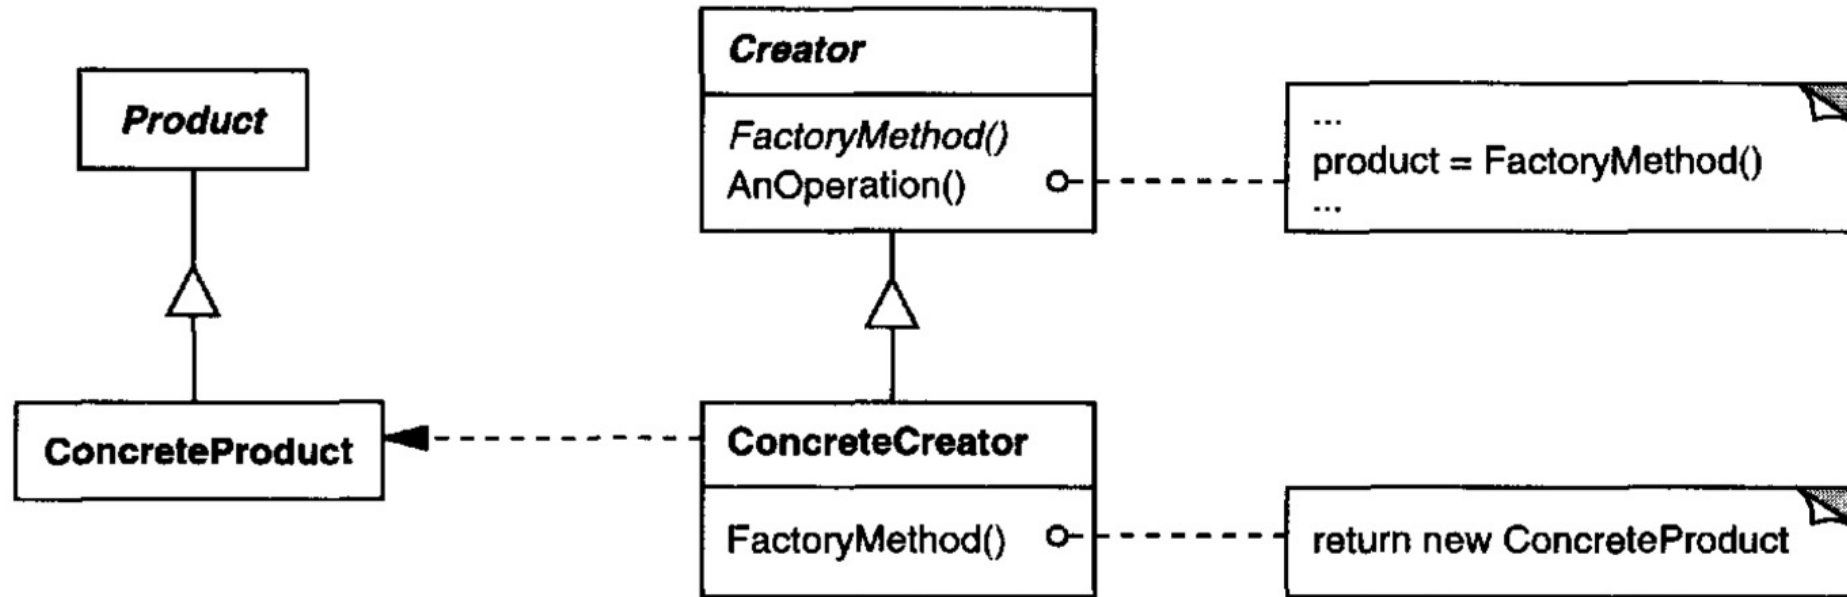 Product
ConcreteProduct
Creator
FactoryMethod()
AnOperation()
...
product = FactoryMethod()
...
ConcreteCreator
FactoryMethod()
return new ConcreteProduct